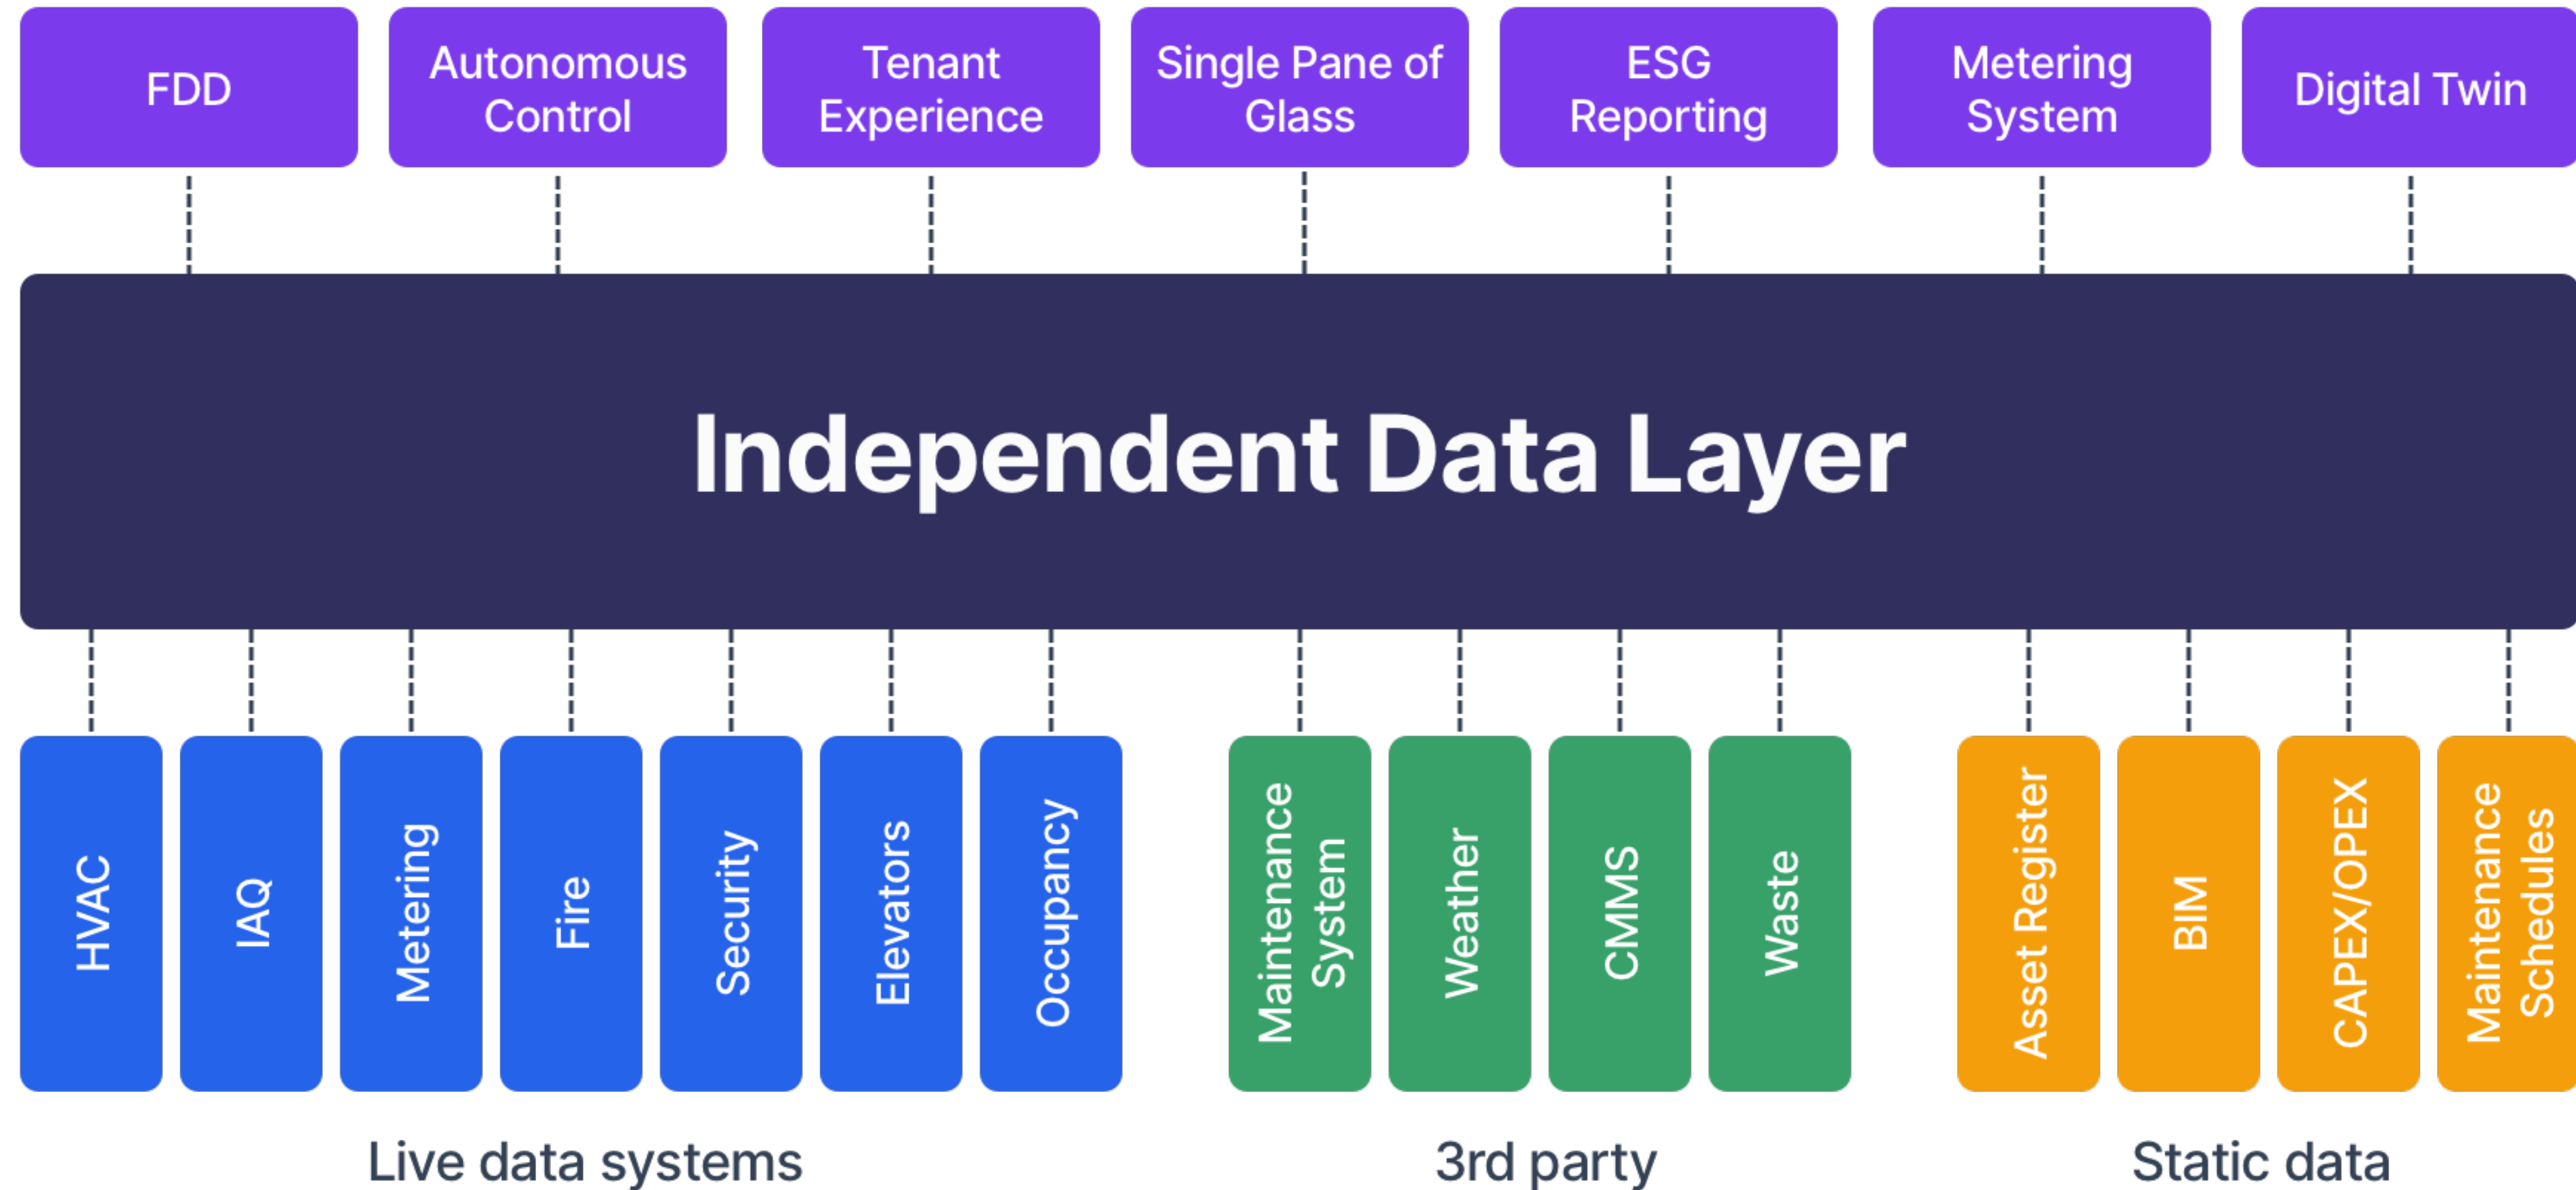 FDD
Autonomous
Control
Tenant
Experience
Single Pane of
Glass
ESG
Reporting
Metering
System
Digital Twin
Independent Data Layer
HVAC
IAQ
Metering
Fire
Security
Elevators
Occupancy
Maintenance
System
Weather
CMMS
Waste
Asset Register
BIM
CAPEX/OPEX
Maintenance
Schedules
Live data systems
3rd party
Static data